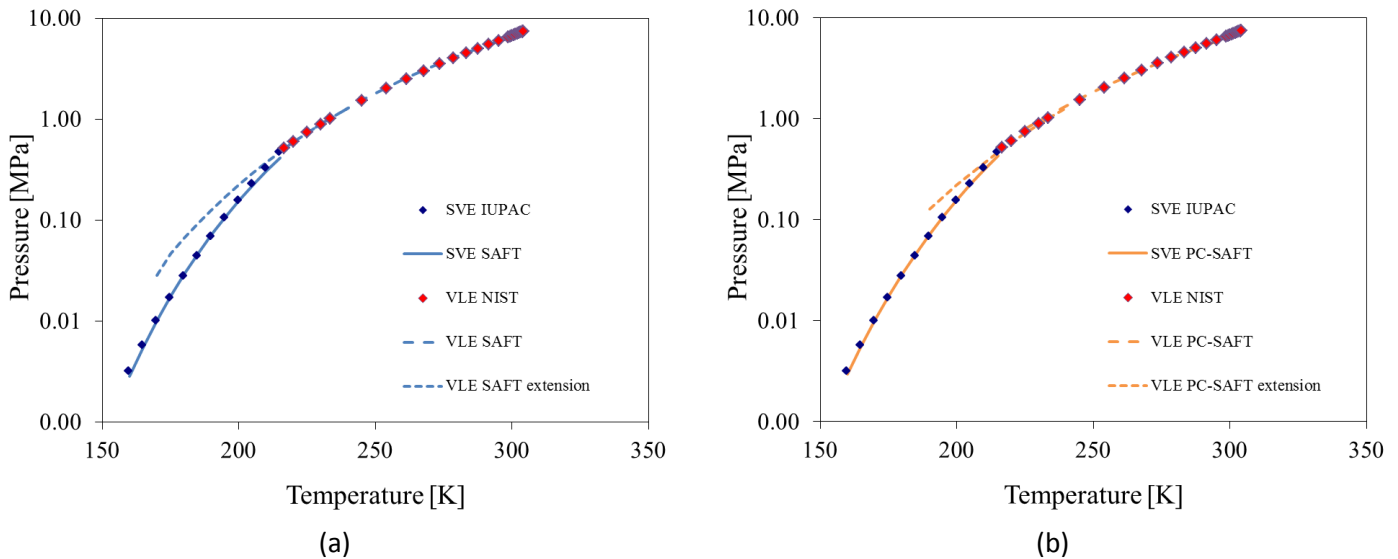 10.00
1.00
0.10
0.01
0.00
Pressure [MPa]
150
200
250
300
350
Temperature [K]
SVE IUPAC
SVE SAFT
VLE NIST
VLE SAFT
VLE SAFT extension
(a)
10.00
1.00
0.10
0.01
0.00
Pressure [MPa]
150
200
250
300
350
Temperature [K]
SVE IUPAC
SVE PC-SAFT
VLE NIST
VLE PC-SAFT
VLE PC-SAFT extension
(b)